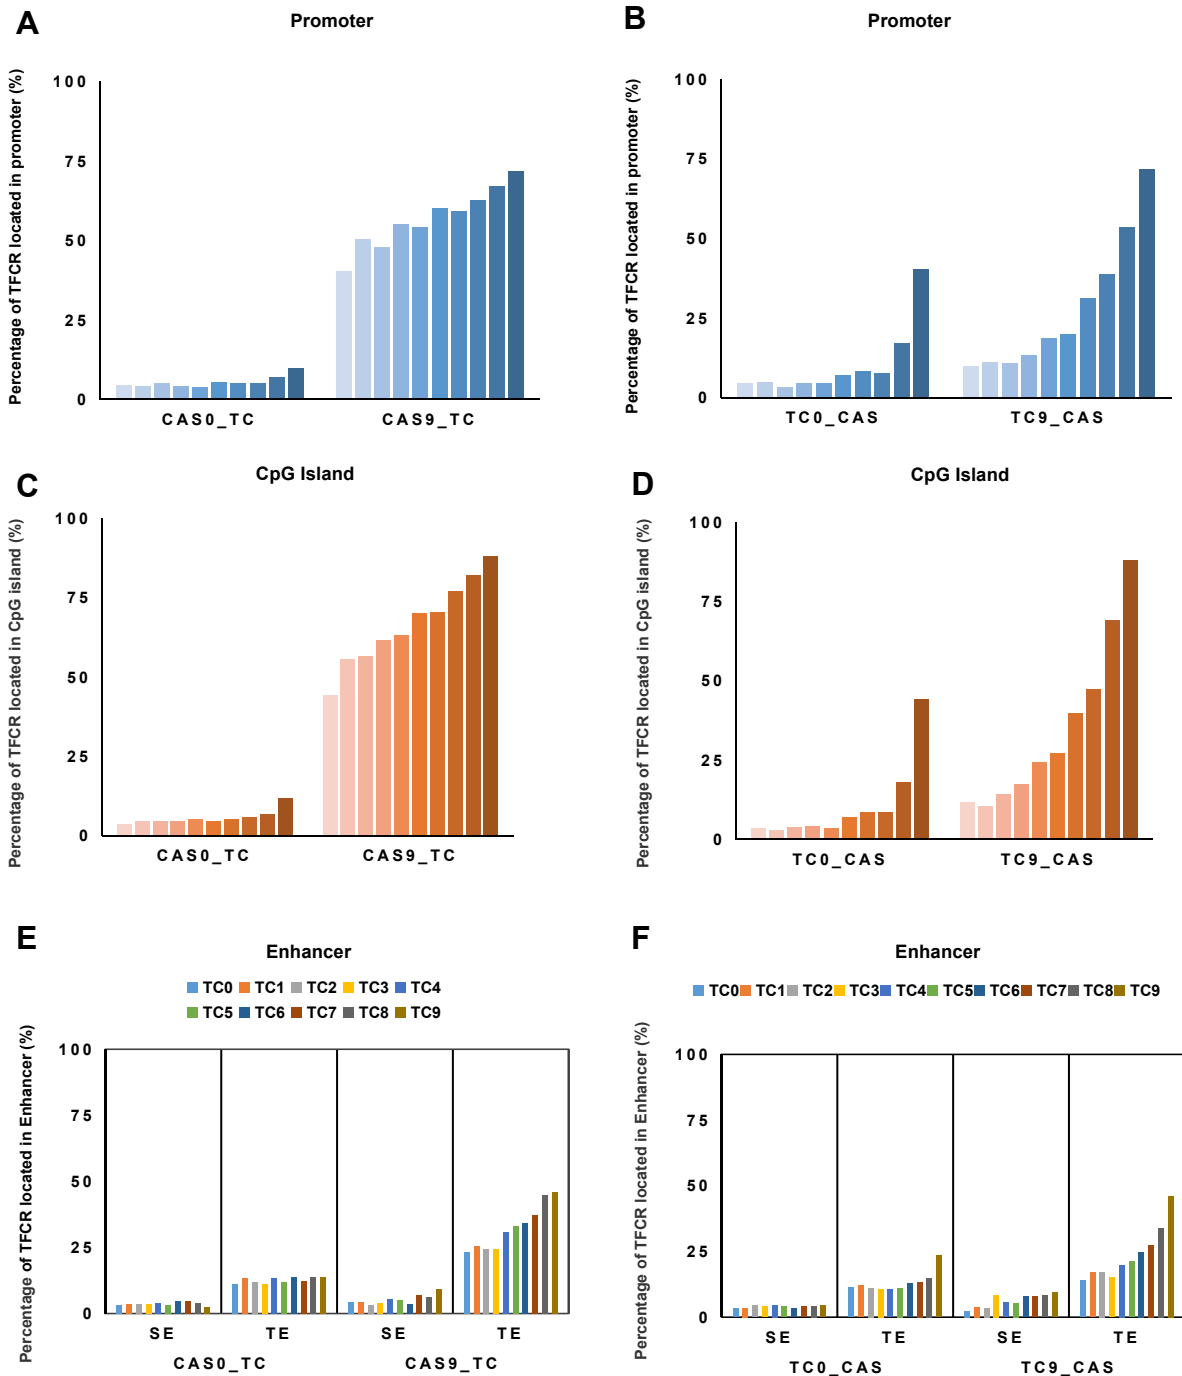 A
Promoter
Percentage of TFCR located in promoter (%)
100
75
50
25
0
CAS0_TC
CAS9_TC
B
Promoter
Percentage of TFCR located in promoter (%)
100
75
50
25
0
TC0_CAS
TC9_CAS
C
CpG Island
Percentage of TFCR located in CpG island (%)
100
75
50
25
0
CAS0_TC
CAS9_TC
D
CpG Island
Percentage of TFCR located in CpG island (%)
100
75
50
25
0
TC0_CAS
TC9_CAS
E
Enhancer
TC0 TC1 TC2 TC3 TC4
TC5 TC6 TC7 TC8 TC9
Percentage of TFCR located in Enhancer (%)
100
75
50
25
0
SE TE SE TE
CAS0_TC
CAS9_TC
F
Enhancer
TC0 TC1 TC2 TC3 TC4 TC5 TC6 TC7 TC8 TC9
Percentage of TFCR located in Enhancer (%)
100
75
50
25
0
SE TE SE TE
TC0_CAS
TC9_CAS